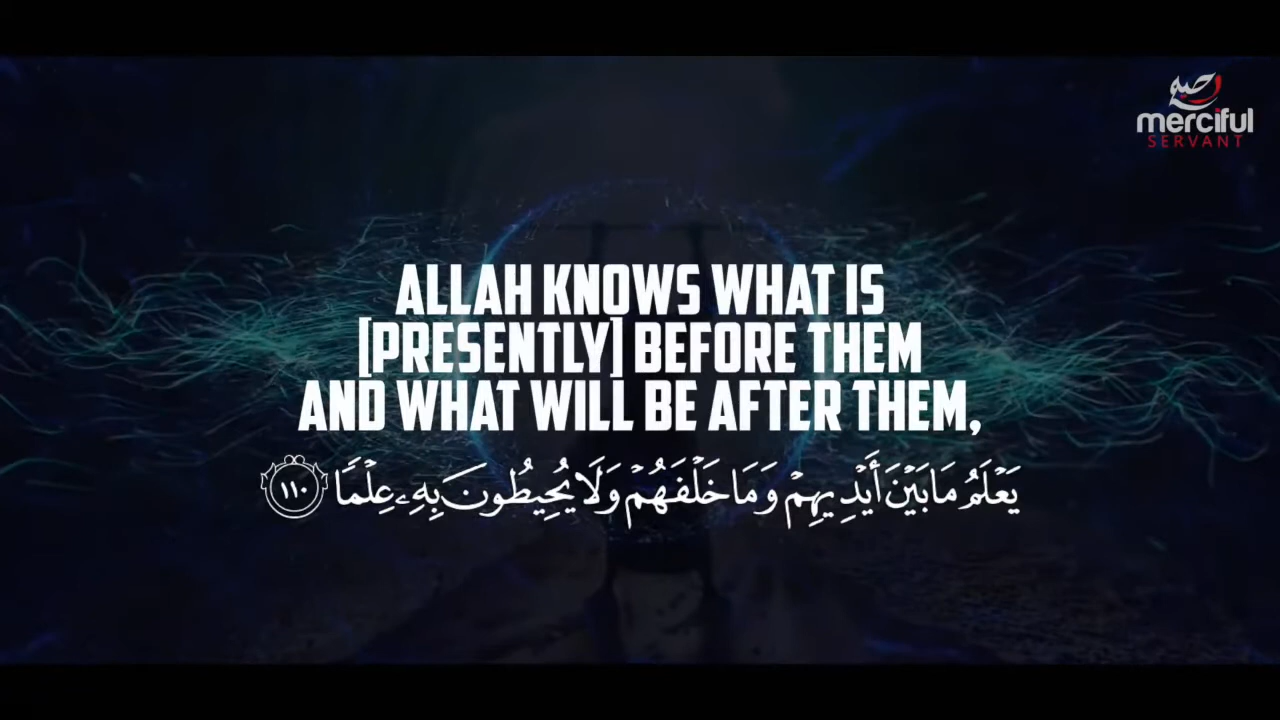 merciful
SERVANT
ALLAH KNOWS WHAT IS
[PRESENTLY] BEFORE THEM
AND WHAT WILL BE AFTER THEM,
يَعْلَمُ مَا بَيْنَ أَيْدِيهِمْ وَمَا خَلْفَهُمْ وَلَا يُحِيطُونَ بِهِۦ عِلْمًا ١١٠